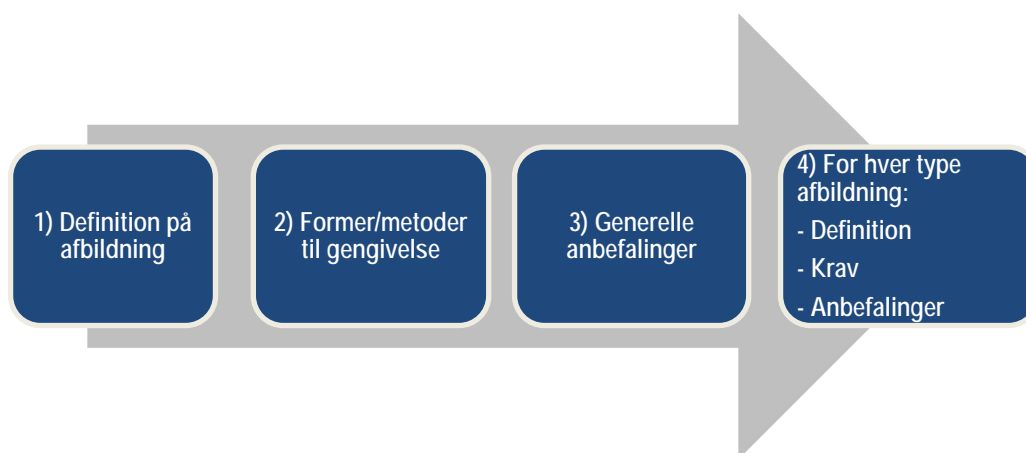 1) Definition på
afbildning
2) Former/metoder
til gengivelse
3) Generelle
anbefalinger
4) For hver type
afbildning:
- Definition
- Krav
- Anbefalinger